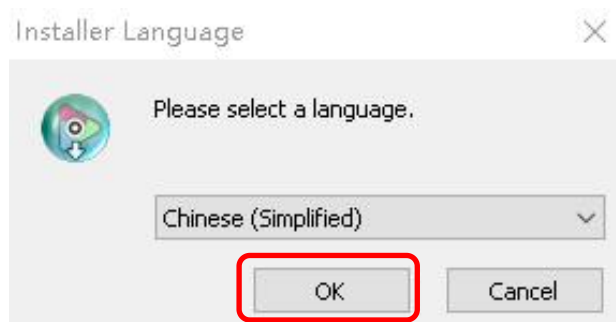 Installer Language
Please select a language.
Chinese (Simplified)
OK
Cancel